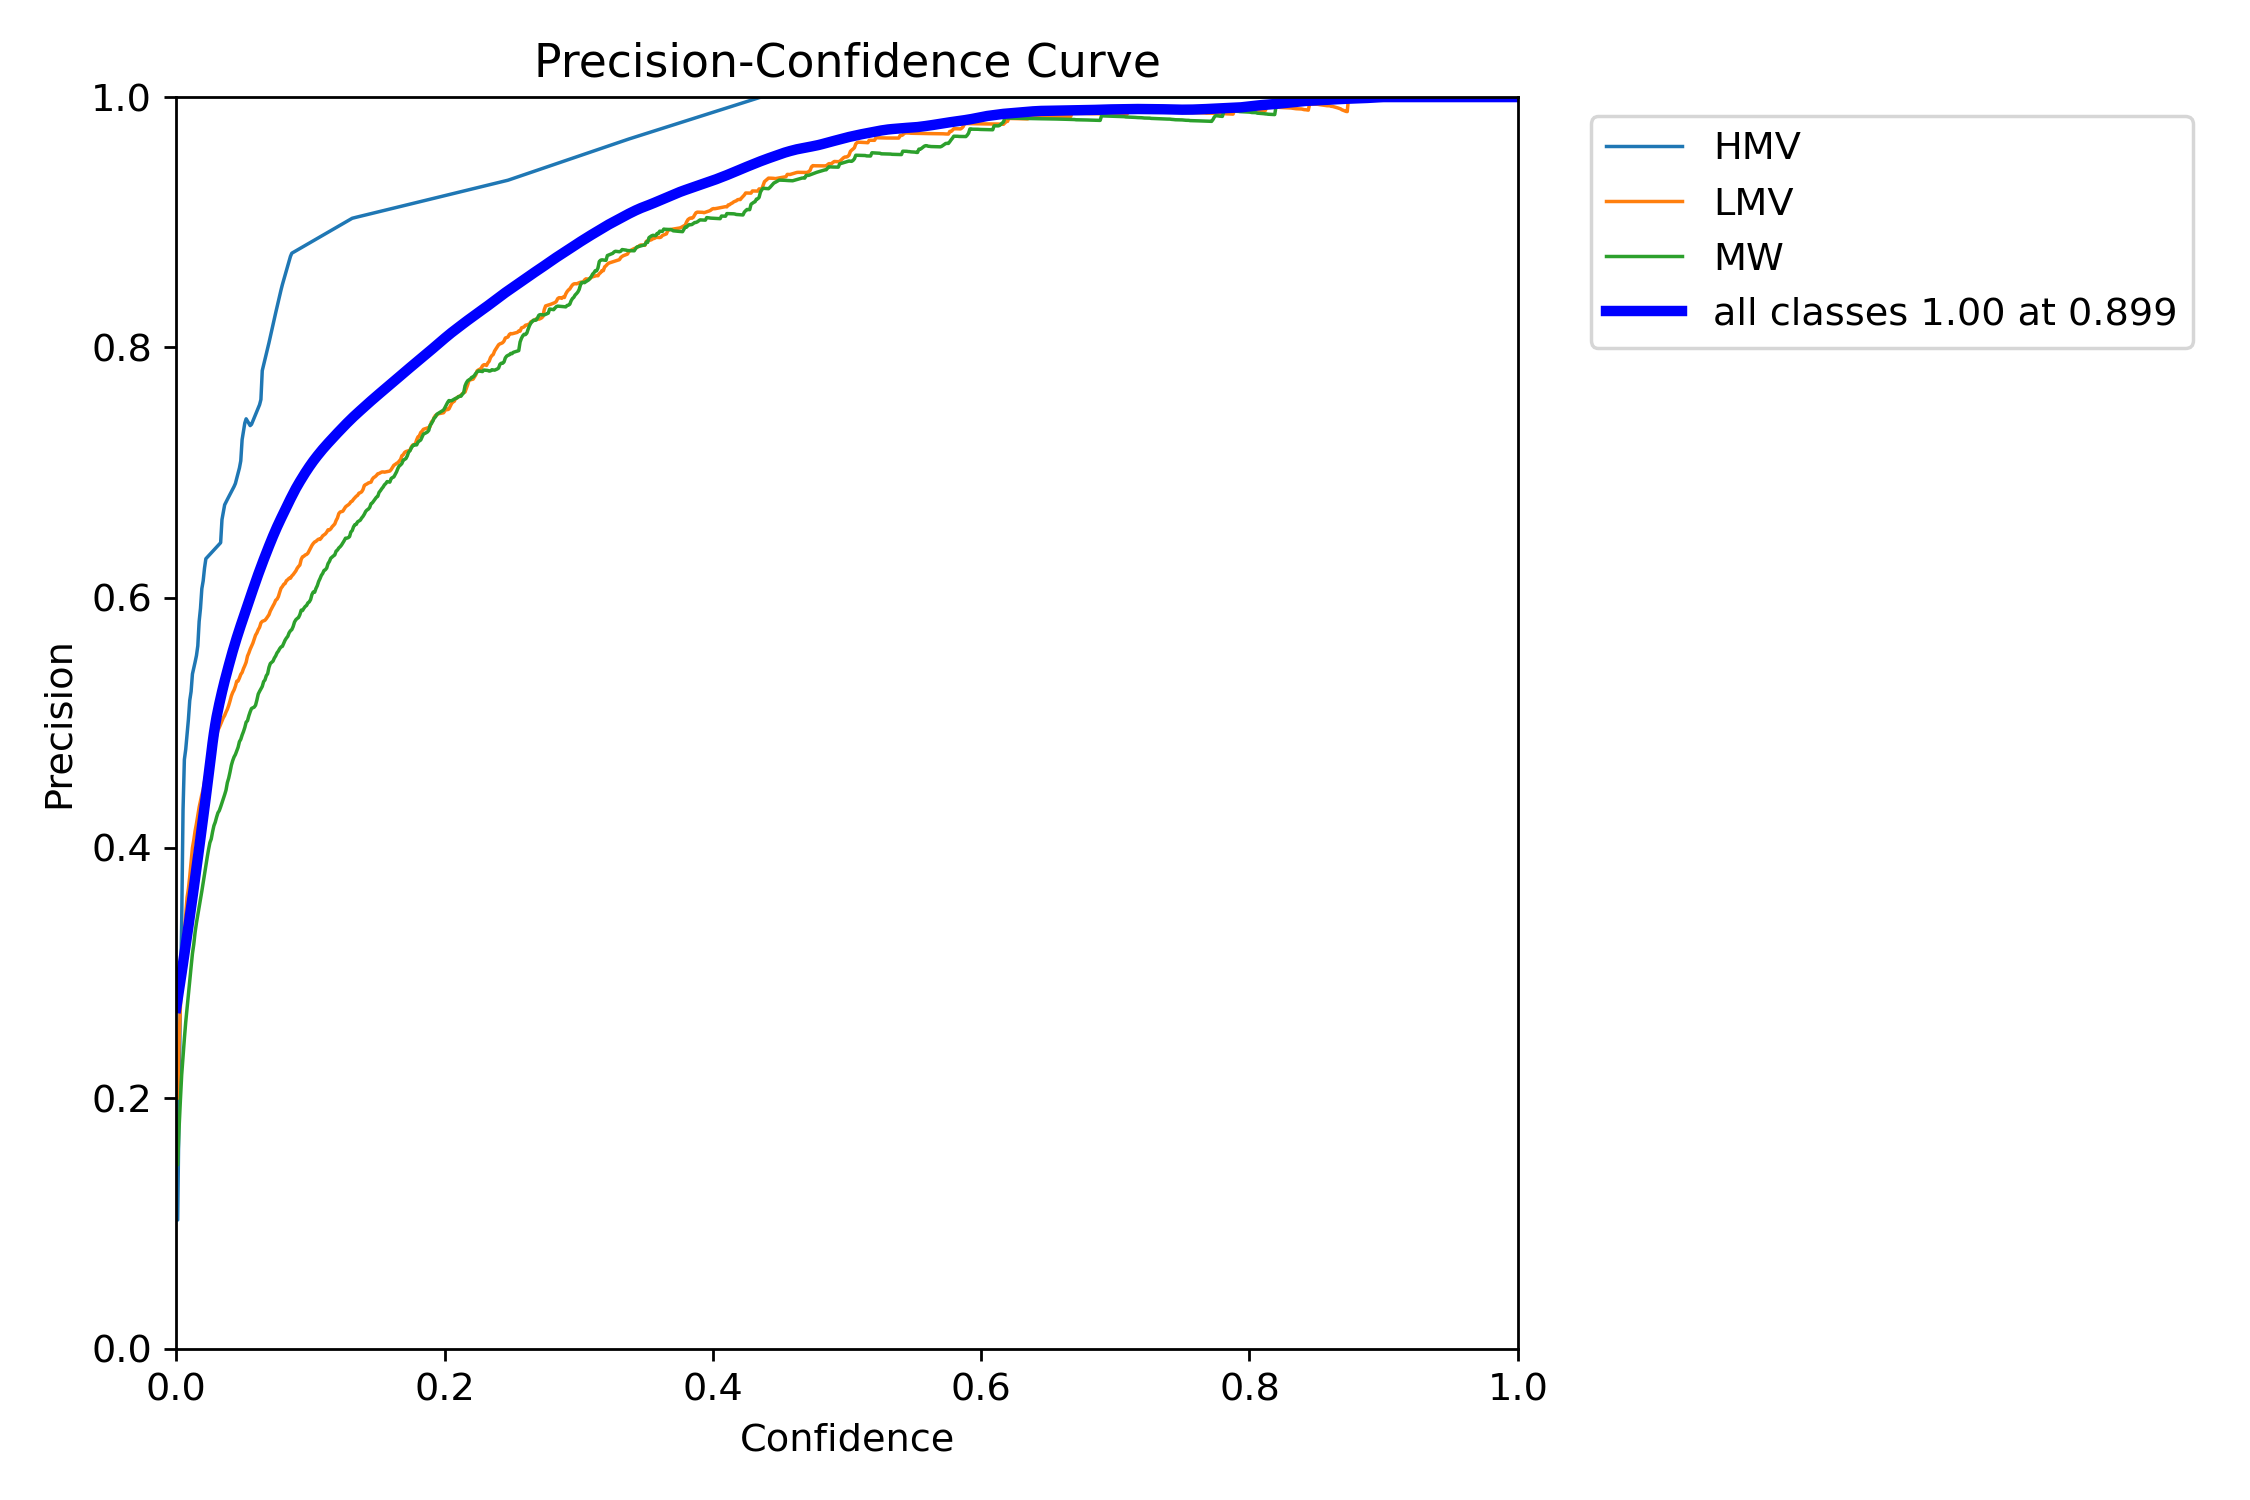 Precision-Confidence Curve
1.0
0.8
0.6
0.4
0.2
0.0
Precision
0.0 0.2 0.4 0.6 0.8 1.0
Confidence
HMV
LMV
MW
all classes 1.00 at 0.899